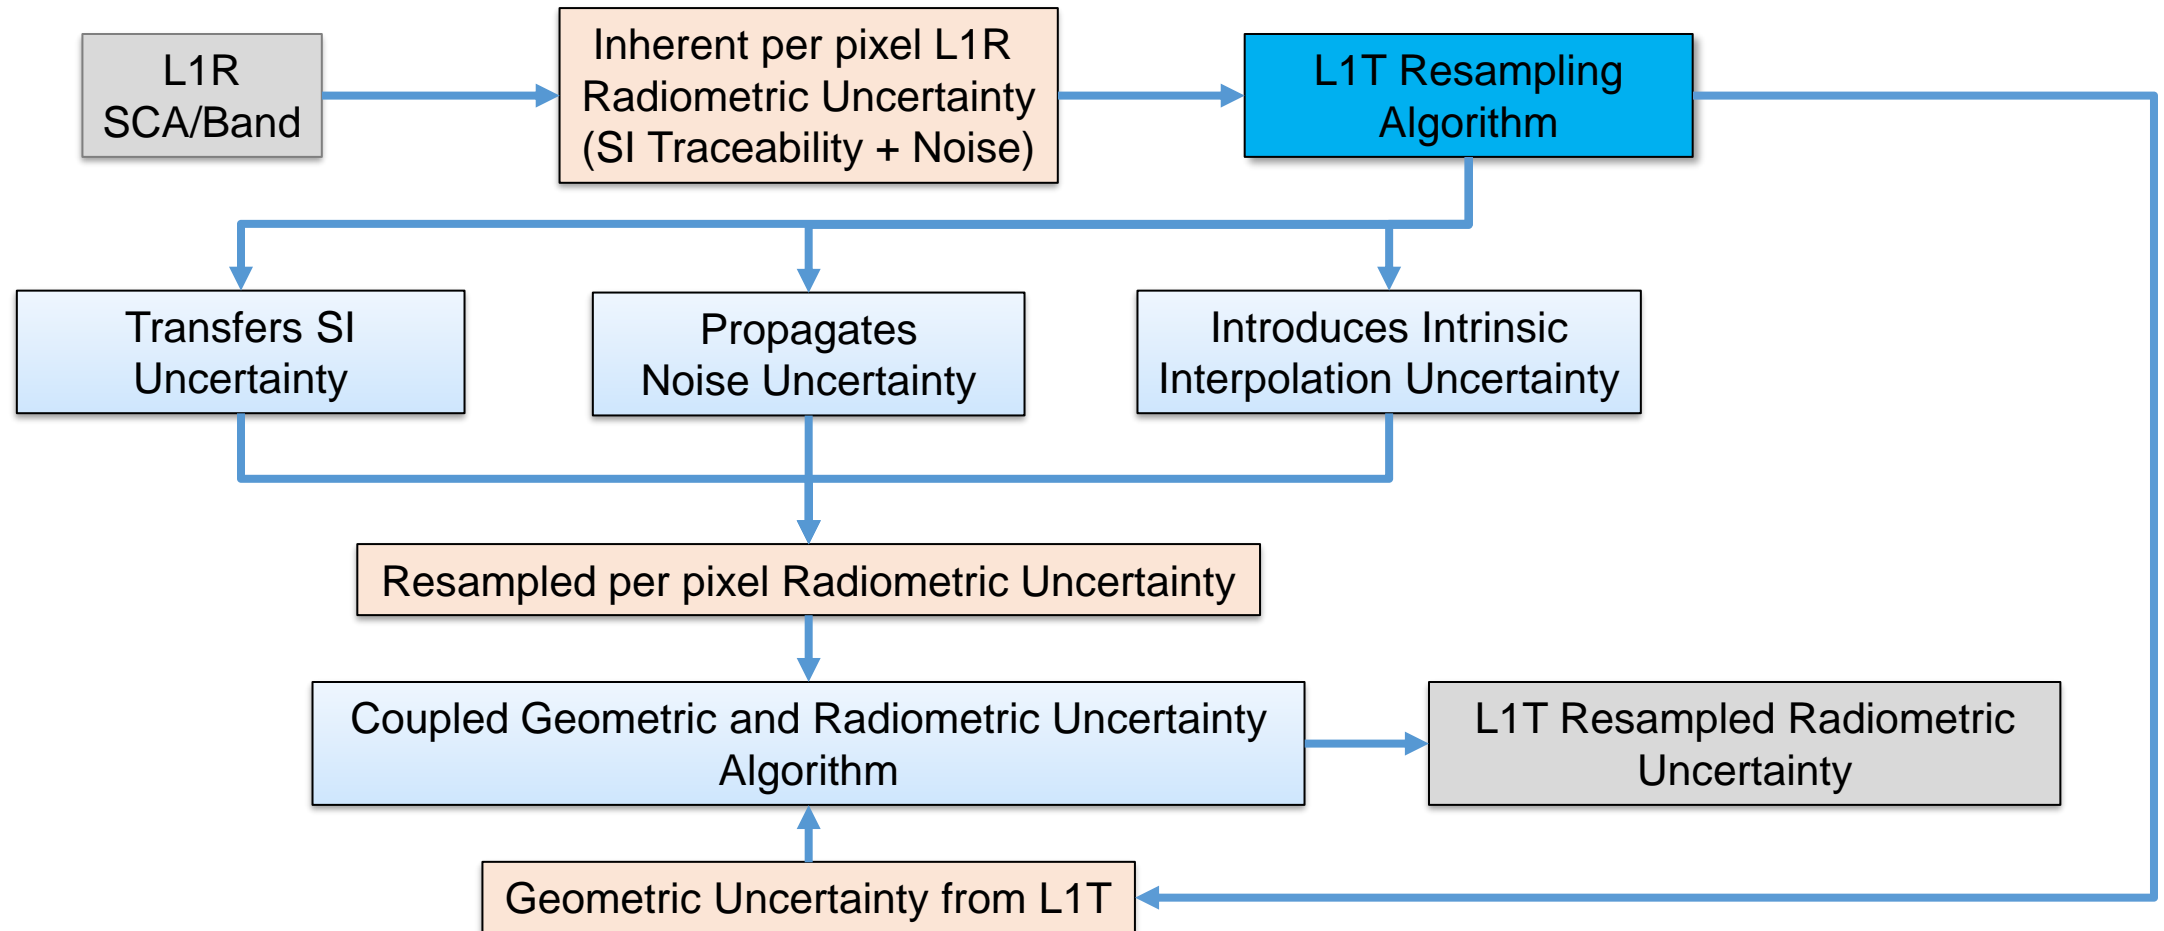 L1R
SCA/Band
Inherent per pixel L1R
Radiometric Uncertainty
(SI Traceability + Noise)
L1T Resampling
Algorithm
Transfers SI
Uncertainty
Propagates
Noise Uncertainty
Introduces Intrinsic
Interpolation Uncertainty
Resampled per pixel Radiometric Uncertainty
Coupled Geometric and Radiometric Uncertainty
Algorithm
L1T Resampled Radiometric
Uncertainty
Geometric Uncertainty from L1T